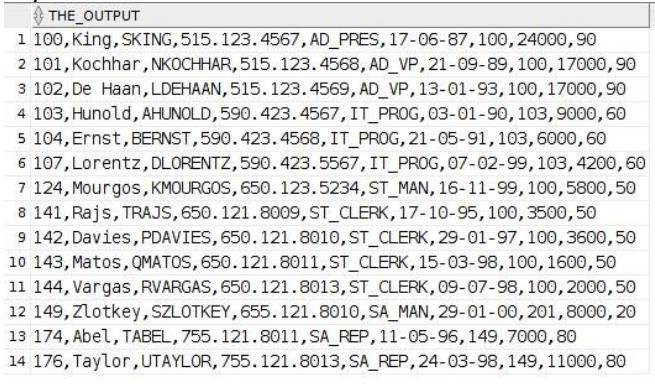 THE_OUTPUT
1 100,King,SKING,515.123.4567,AD_PRES,17-06-87,100,24000,90
2 101,Kochhar,NKOCHHAR,515.123.4568,AD_VP,21-09-89,100,17000,90
3 102,De Haan,LDEHAAN,515.123.4569,AD_VP,13-01-93,100,17000,90
4 103,Hunold,AHUNOLD,590.423.4567,IT_PROG,03-01-90,103,9000,60
5 104,Ernst,BERNST,590.423.4568,IT_PROG,21-05-91,103,6000,60
6 107,Lorentz,DLORENTZ,590.423.5567,IT_PROG,07-02-99,103,4200,60
7 124,Mourgos,KMOURGOS,650.123.5234,ST_MAN,16-11-99,100,5800,50
8 141,Rajs,TRAJS,650.121.8009,ST_CLERK,17-10-95,100,3500,50
9 142,Davies,PDAVIES,650.121.8010,ST_CLERK,29-01-97,100,3600,50
10 143,Matos,QMATOS,650.121.8011,ST_CLERK,15-03-98,100,1600,50
11 144,Vargas,RVARGAS,650.121.8013,ST_CLERK,09-07-98,100,2000,50
12 149,Zlotkey,SZLOTKEY,655.121.8010,SA_MAN,29-01-00,201,8000,20
13 174,Abel,TABEL,755.121.8011,SA_REP,11-05-96,149,7000,80
14 176,Taylor,UTAYLOR,755.121.8013,SA_REP,24-03-98,149,11000,80